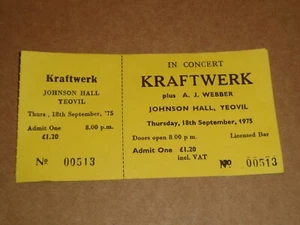 Kraftwerk
JOHNSON HALL
YEOVIL
Thurs, 18th September, '75
Admit One 8.00 p.m.
£1.20
No 00513
IN CONCERT
KRAFTWERK
plus A. J. WEBBER
JOHNSON HALL, YEOVIL
Thursday, 18th September, 1975
Doors open 8.00 p.m. Licensed Bar
Admit One £1.20
incl. VAT
No 00513